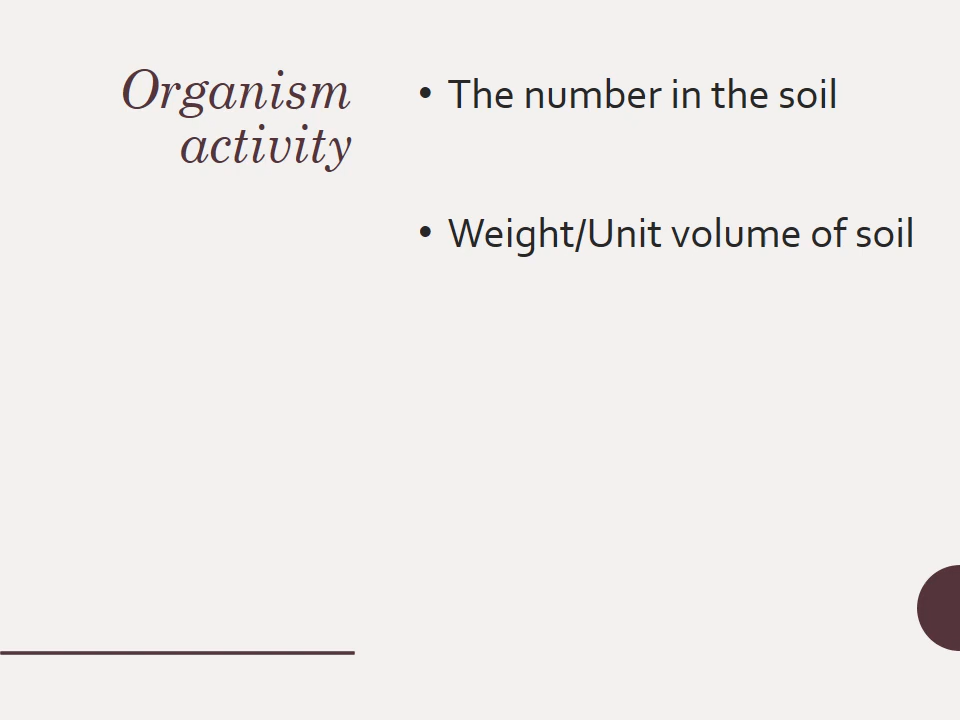 Organism
activity
• The number in the soil
• Weight/Unit volume of soil